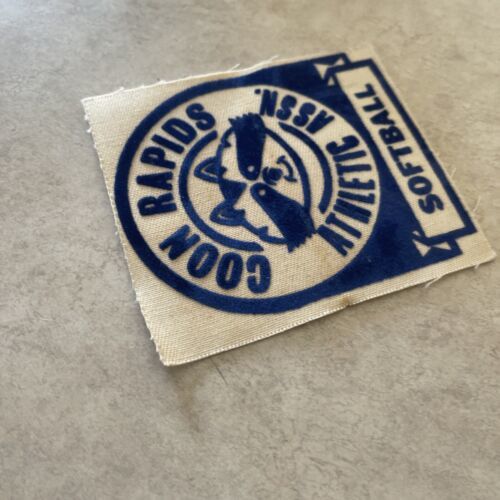 COON RAPIDS
ATHLETIC ASSN.
SOFTBALL